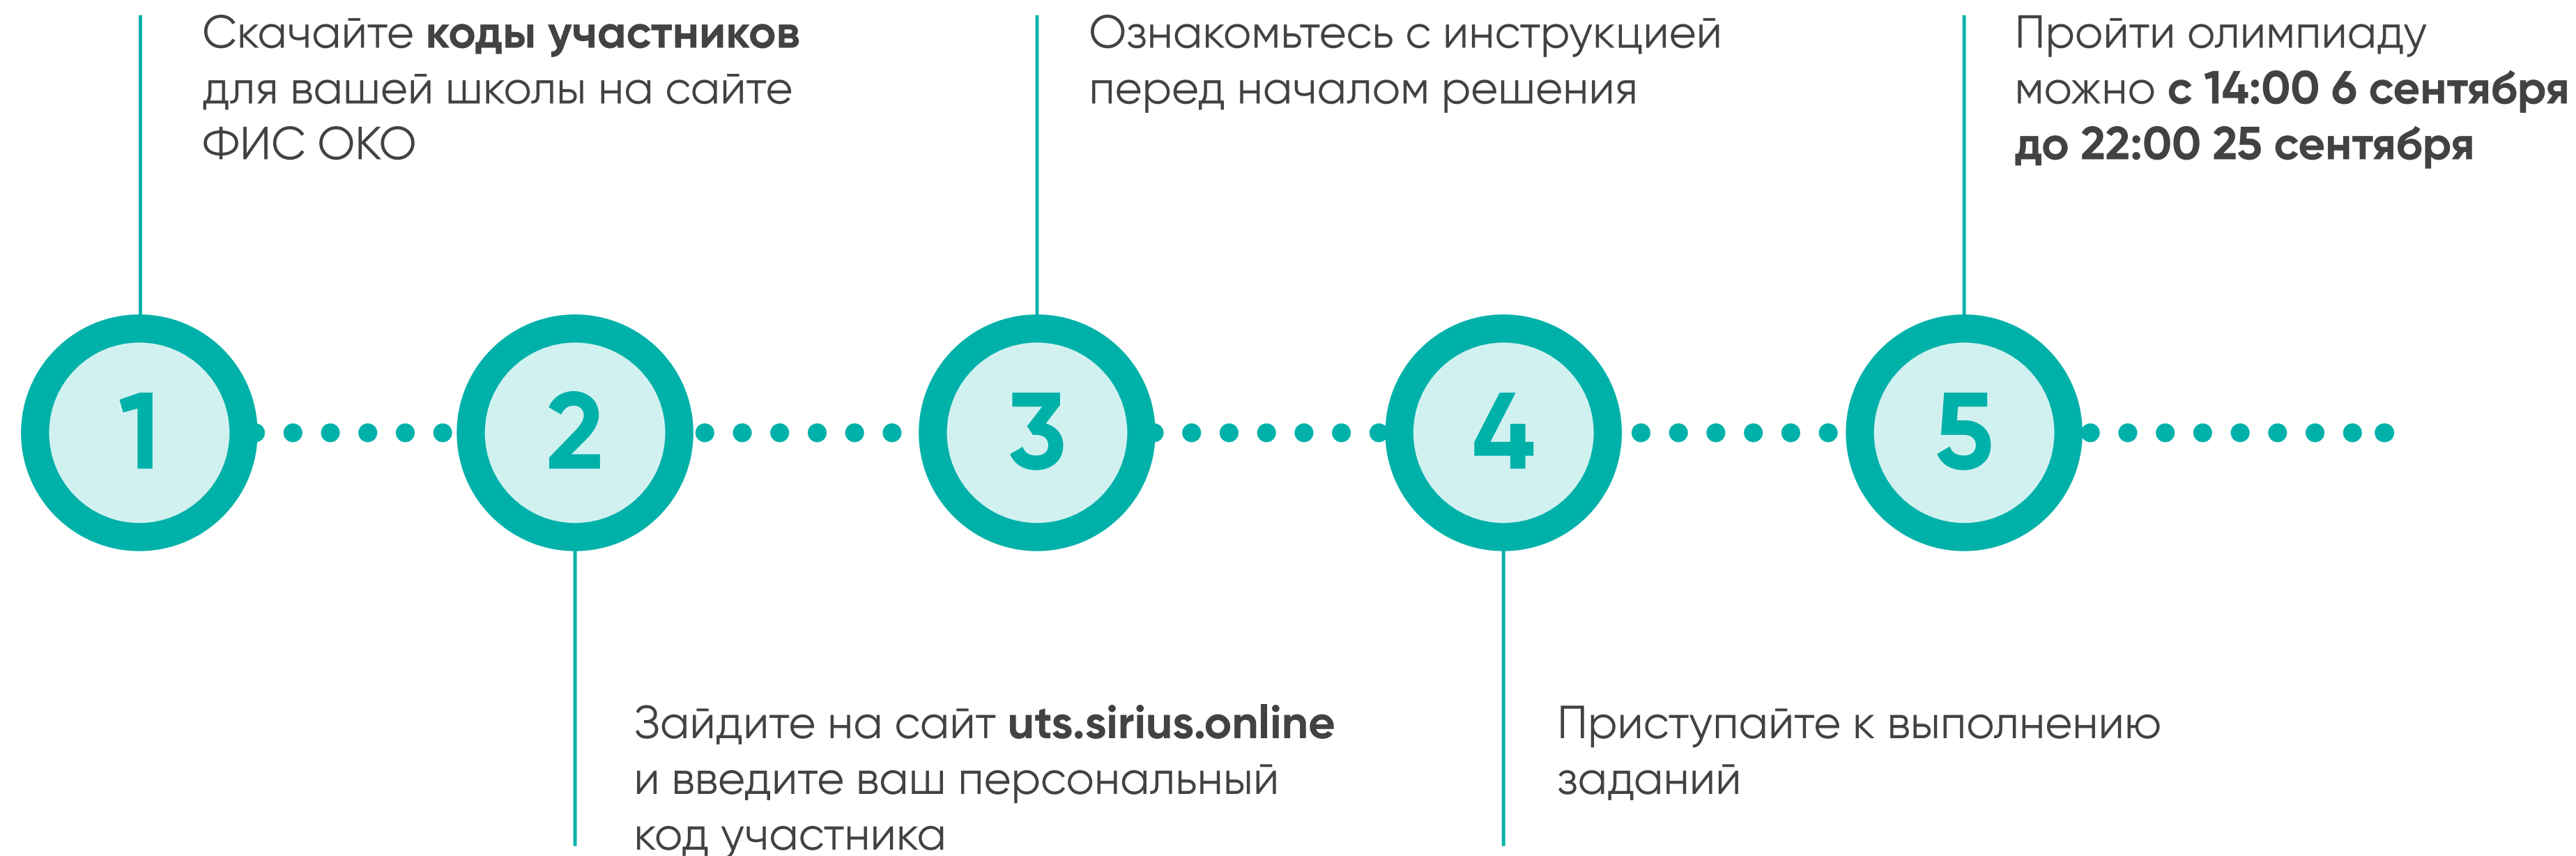 Скачайте коды участников
для вашей школы на сайте
ФИС ОКО
Ознакомьтесь с инструкцией
перед началом решения
Пройти олимпиаду
можно с 14:00 6 сентября
до 22:00 25 сентября
1
2
3
4
5
Зайдите на сайт uts.sirius.online
и введите ваш персональный
код участника
Приступайте к выполнению
заданий